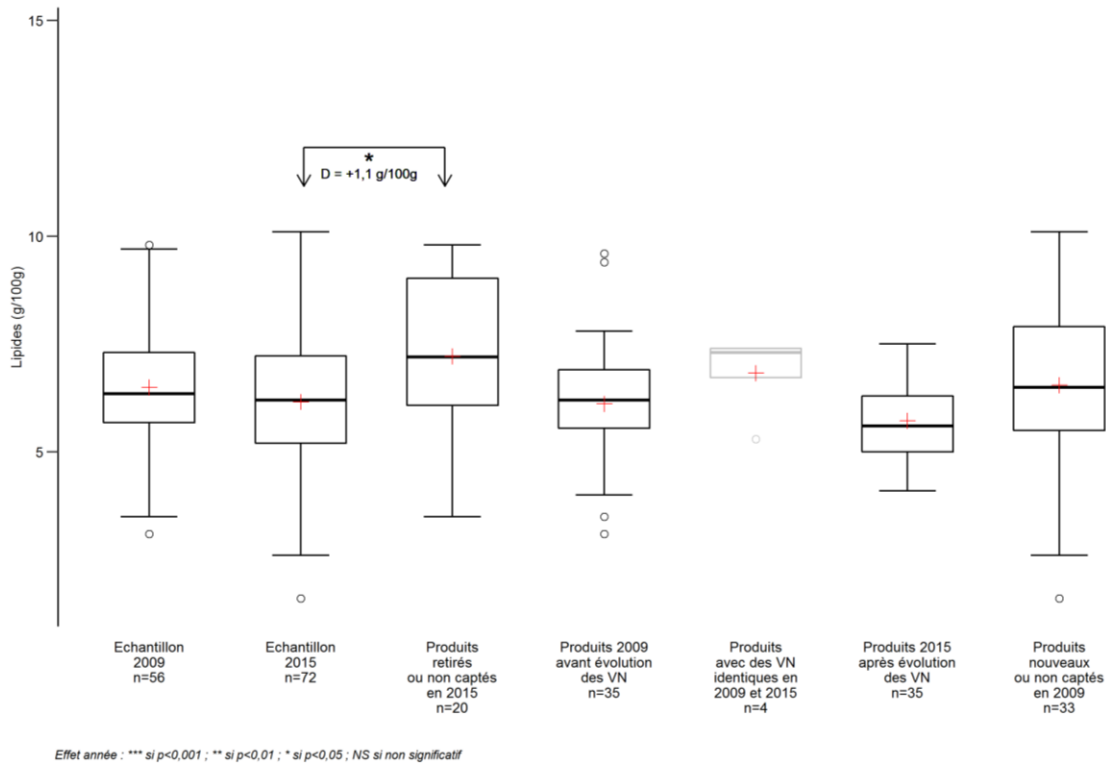 15
*
D = +1,1 g/100g
10
Lipides (g/100g)
5
Echantillon
2009
n=56
Echantillon
2015
n=72
Produits
retirés
ou non captés
en 2015
n=20
Produits 2009
avant évolution
des VN
n=35
Produits
avec des VN
identiques en
2009 et 2015
n=4
Produits 2015
après évolution
des VN
n=35
Produits
nouveaux
ou non captés
en 2009
n=33
Effet année : *** si p<0,001 ; ** si p<0,01 ; * si p<0,05 ; NS si non significatif